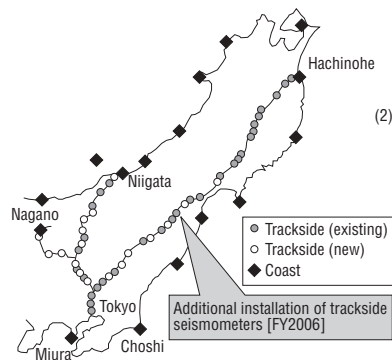 Hachinohe
(2)
Niigata
Nagano
Trackside (existing)
Trackside (new)
Coast
Tokyo
Additional installation of trackside
seismometers [FY2006]
Choshi
Miura